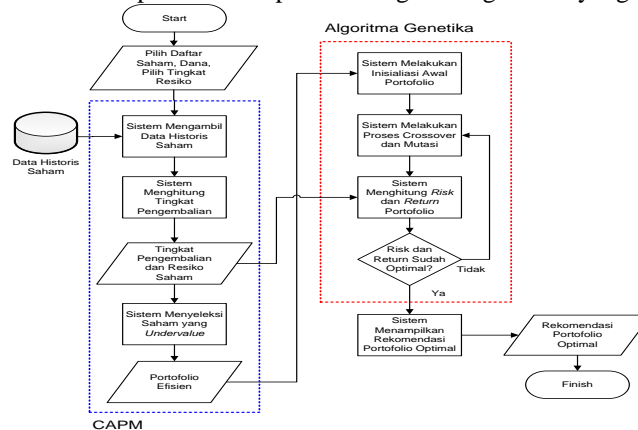 Start
Pilih Daftar
Saham, Dana,
Pilih Tingkat
Resiko
Data Historis
Saham
Sistem Mengambil
Data Historis
Saham
Sistem
Menghitung
Tingkat
Pengembalian
Tingkat
Pengembalian
dan Resiko
Saham
Sistem Menyeleksi
Saham yang
Undervalue
Portofolio
Efisien
CAPM
Algoritma Genetika
Sistem Melakukan
Inisialiasi Awal
Portofolio
Sistem Melakukan
Proses Crossover
dan Mutasi
Sistem
Menghitung Risk
dan Return
Portofolio
Risk dan
Return Sudah
Optimal?
Tidak
Ya
Sistem
Menampilkan
Rekomendasi
Portofolio Optimal
Rekomendasi
Portofolio
Optimal
Finish